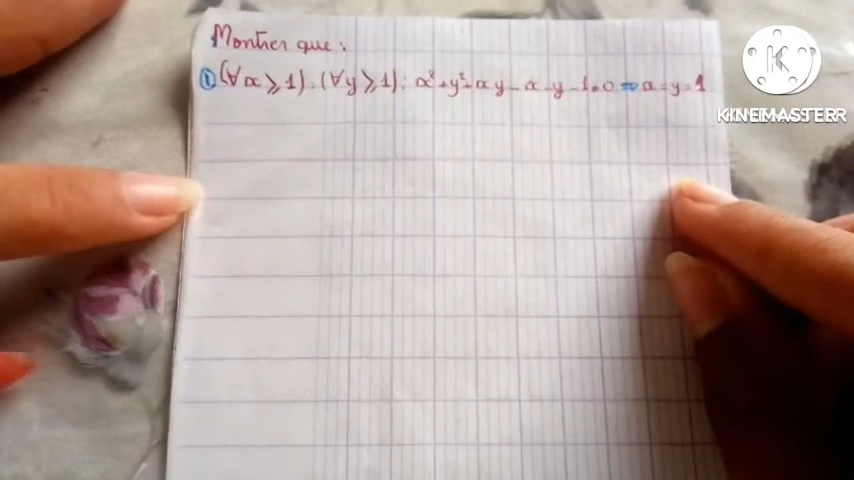 Montrer que :
① (∀x ⩾ 1), (∀y ⩾ 1) : x² + y² + xy - x - y - 1 = 0 ⇒ x = y = 1
KINEMASTER